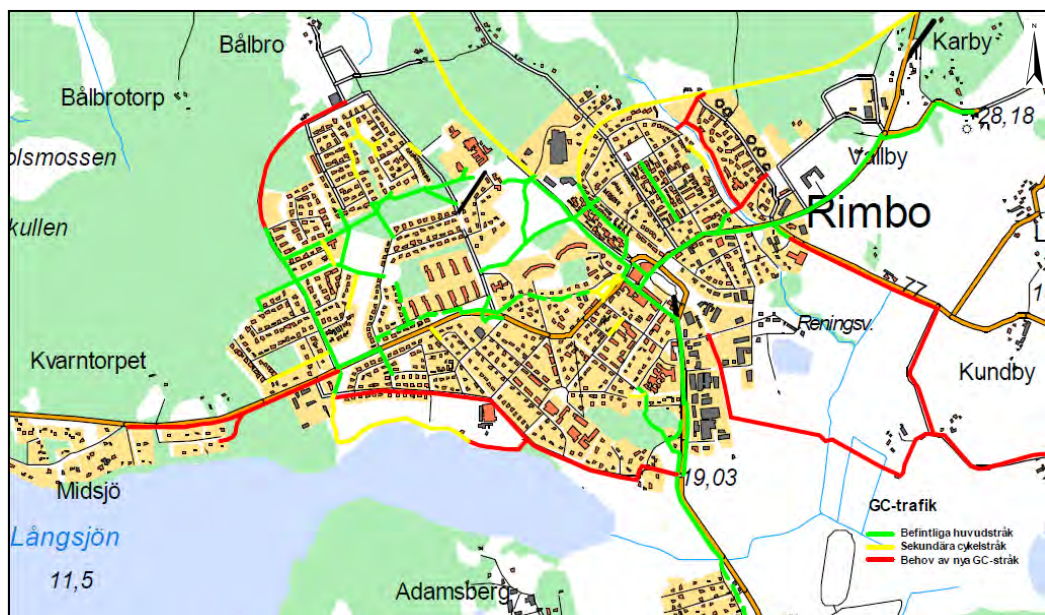 Bålbro
Karby
N
Bålbrotorp
28,18
olsmossen
Vallby
kullen
Rimbo
77
Reningsv.
Kvarntorpet
Kundby
19,03
Midsjö
GC-trafik
Befintliga huvudstråk
Sekundära cykelstråk
Behov av nya GC-stråk
Långsjön
11,5
Adamsberg